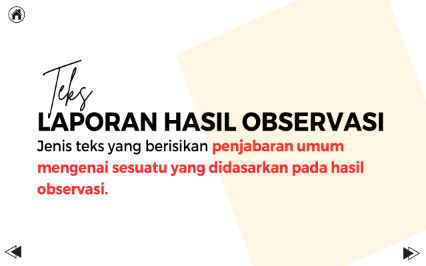 Teks
LAPORAN HASIL OBSERVASI
Jenis teks yang berisikan penjabaran umum
mengenai sesuatu yang didasarkan pada hasil
observasi.